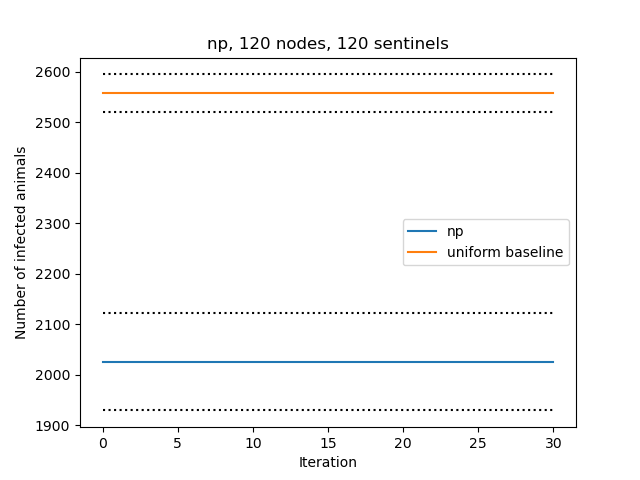 np, 120 nodes, 120 sentinels
2600
2500
2400
2300
2200
2100
2000
1900
Number of infected animals
np
uniform baseline
0 5 10 15 20 25 30
Iteration